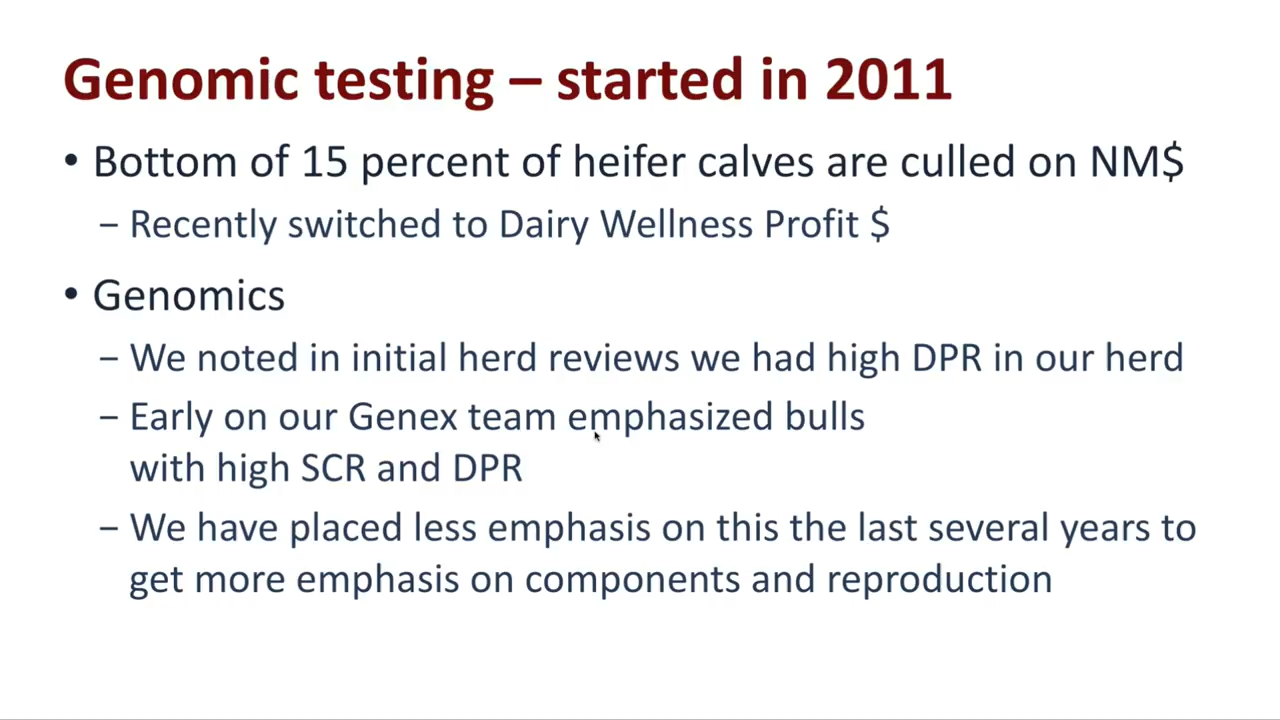 Genomic testing – started in 2011
• Bottom of 15 percent of heifer calves are culled on NM$
– Recently switched to Dairy Wellness Profit $
• Genomics
– We noted in initial herd reviews we had high DPR in our herd
– Early on our Genex team emphasized bulls
with high SCR and DPR
– We have placed less emphasis on this the last several years to
get more emphasis on components and reproduction